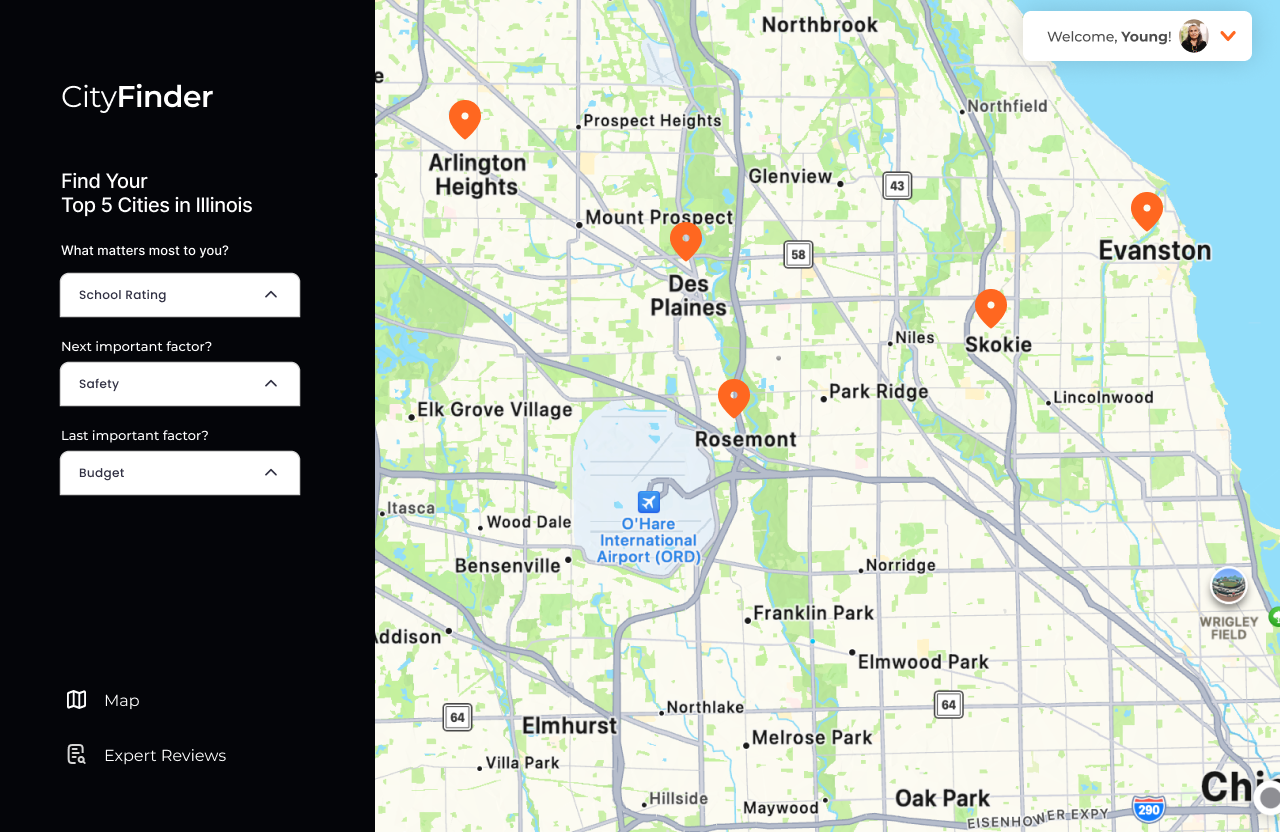 CityFinder
Find Your
Top 5 Cities in Illinois
What matters most to you?
School Rating
Next important factor?
Safety
Last important factor?
Budget
Map
Expert Reviews
Welcome, Young!
Northbrook
Northfield
Prospect Heights
Arlington
Heights
Glenview
43
Mount Prospect
58
Evanston
Des
Plaines
Niles
Skokie
Park Ridge
Lincolnwood
Elk Grove Village
Rosemont
Itasca
Wood Dale
O'Hare
International
Airport (ORD)
Bensenville
Norridge
Franklin Park
WRIGLEY
FIELD
ddison
Elmwood Park
64
64
Northlake
Elmhurst
Melrose Park
Villa Park
Hillside
Maywood
Oak Park
Chic
290
EISENHOWER EXPY